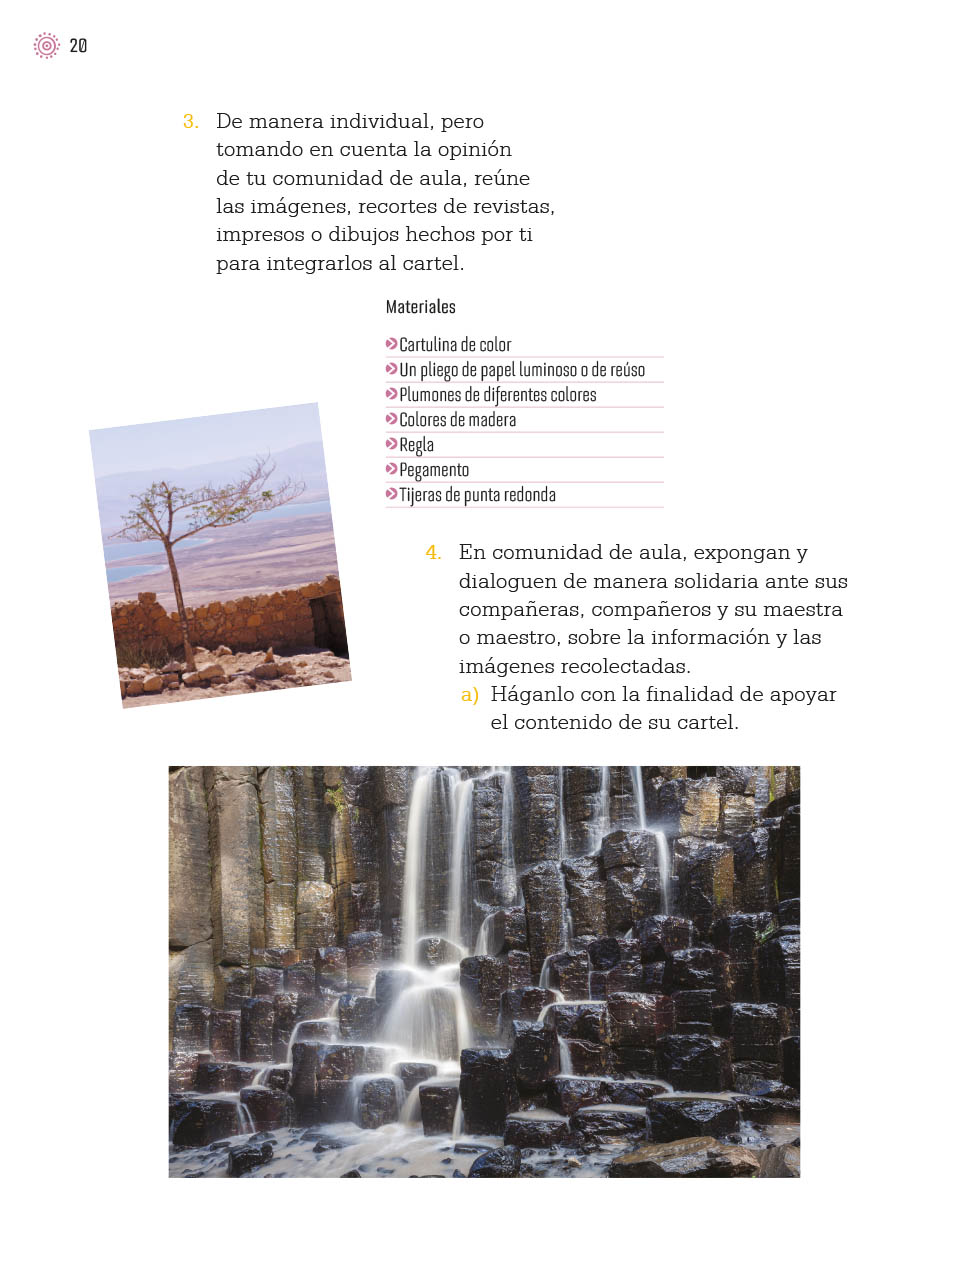 20
3. De manera individual, pero
tomando en cuenta la opinión
de tu comunidad de aula, reúne
las imágenes, recortes de revistas,
impresos o dibujos hechos por ti
para integrarlos al cartel.
Materiales
Cartulina de color
Un pliego de papel luminoso o de reúso
Plumones de diferentes colores
Colores de madera
Regla
Pegamento
Tijeras de punta redonda
4. En comunidad de aula, expongan y
dialoguen de manera solidaria ante sus
compañeras, compañeros y su maestra
o maestro, sobre la información y las
imágenes recolectadas.
a) Háganlo con la finalidad de apoyar
el contenido de su cartel.